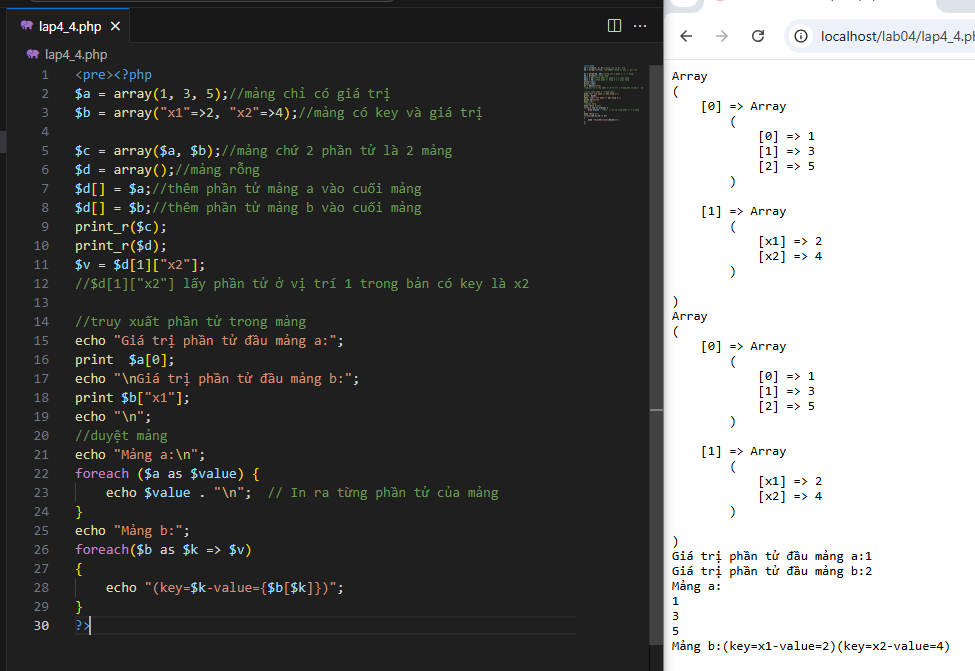 lap4_4.php
lap4_4.php
1 <pre><?php
2 $a = array(1, 3, 5);//mảng chỉ có giá trị
3 $b = array("x1"=>2, "x2"=>4);//mảng có key và giá trị
4
5 $c = array($a, $b);//mảng chứ 2 phần tử là 2 mảng
6 $d = array();//mảng rỗng
7 $d[] = $a;//thêm phần tử mảng a vào cuối mảng
8 $d[] = $b;//thêm phần tử mảng b vào cuối mảng
9 print_r($c);
10 print_r($d);
11 $v = $d[1]["x2"];
12 //$d[1]["x2"] lấy phần tử ở vị trí 1 trong bản có key là x2
13
14 //truy xuất phần tử trong mảng
15 echo "Giá trị phần tử đầu mảng a:";
16 print  $a[0];
17 echo "\nGiá trị phần tử đầu mảng b:";
18 print $b["x1"];
19 echo "\n";
20 //duyệt mảng
21 echo "Mảng a:\n";
22 foreach ($a as $value) {
23     echo $value . "\n";  // In ra từng phần tử của mảng
24 }
25 echo "Mảng b:";
26 foreach($b as $k => $v)
27 {
28     echo "(key=$k-value={$b[$k]})";
29 }
30 ?>
localhost/lab04/lap4_4.ph
Array
(
    [0] => Array
        (
            [0] => 1
            [1] => 3
            [2] => 5
        )
    [1] => Array
        (
            [x1] => 2
            [x2] => 4
        )
)
Array
(
    [0] => Array
        (
            [0] => 1
            [1] => 3
            [2] => 5
        )
    [1] => Array
        (
            [x1] => 2
            [x2] => 4
        )
)
Giá trị phần tử đầu mảng a:1
Giá trị phần tử đầu mảng b:2
Mảng a:
1
3
5
Mảng b:(key=x1-value=2)(key=x2-value=4)